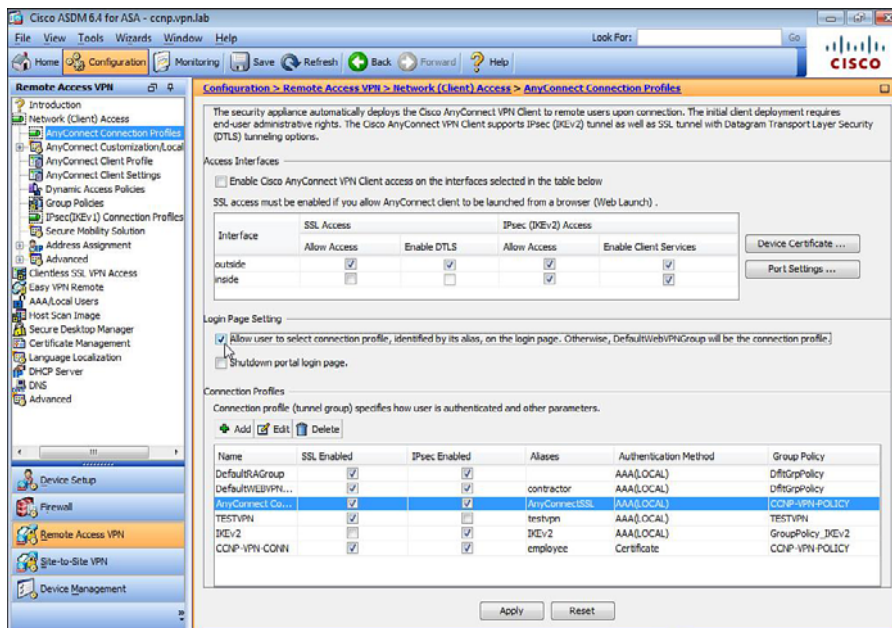 Cisco ASDM 6.4 for ASA - ccnp.vpn.lab
File View Tools Wizards Window Help
Look For:
Go
Home Configuration Monitoring Save Refresh Back Forward Help
CISCO
Remote Access VPN
Introduction
Network (Client) Access
AnyConnect Connection Profiles
AnyConnect Customization/Local
AnyConnect Client Profile
AnyConnect Client Settings
Dynamic Access Policies
Group Policies
IPsec(IKEv1) Connection Profiles
Secure Mobility Solution
Address Assignment
Advanced
Clientless SSL VPN Access
Easy VPN Remote
AAA/Local Users
Host Scan Image
Secure Desktop Manager
Certificate Management
Language Localization
DHCP Server
DNS
Advanced
Device Setup
Firewall
Remote Access VPN
Site-to-Site VPN
Device Management
Configuration > Remote Access VPN > Network (Client) Access > AnyConnect Connection Profiles
The security appliance automatically deploys the Cisco AnyConnect VPN Client to remote users upon connection. The initial client deployment requires
end-user administrative rights. The Cisco AnyConnect VPN Client supports IPsec (IKEv2) tunnel as well as SSL tunnel with Datagram Transport Layer Security
(DTLS) tunneling options.
Access Interfaces
Enable Cisco AnyConnect VPN Client access on the interfaces selected in the table below
SSL access must be enabled if you allow AnyConnect client to be launched from a browser (Web Launch) .
Interface SSL Access IPsec (IKEv2) Access
Allow Access Enable DTLS Allow Access Enable Client Services
outside
inside
Device Certificate ...
Port Settings ...
Login Page Setting
Allow user to select connection profile, identified by its alias, on the login page. Otherwise, DefaultWebVPNGroup will be the connection profile.
Shutdown portal login page.
Connection Profiles
Connection profile (tunnel group) specifies how user is authenticated and other parameters.
Add Edit Delete
Name SSL Enabled IPsec Enabled Aliases Authentication Method Group Policy
DefaultRAGroup AAA(LOCAL) DfltGrpPolicy
DefaultWEBVPN... contractor AAA(LOCAL) DfltGrpPolicy
AnyConnect Co... AnyConnectSSL AAA(LOCAL) CCNP-VPN-POLICY
TESTVPN testvpn AAA(LOCAL) TESTVPN
IKEv2 IKEv2 AAA(LOCAL) GroupPolicy_IKEv2
CCNP-VPN-CONN employee Certificate CCNP-VPN-POLICY
Apply Reset